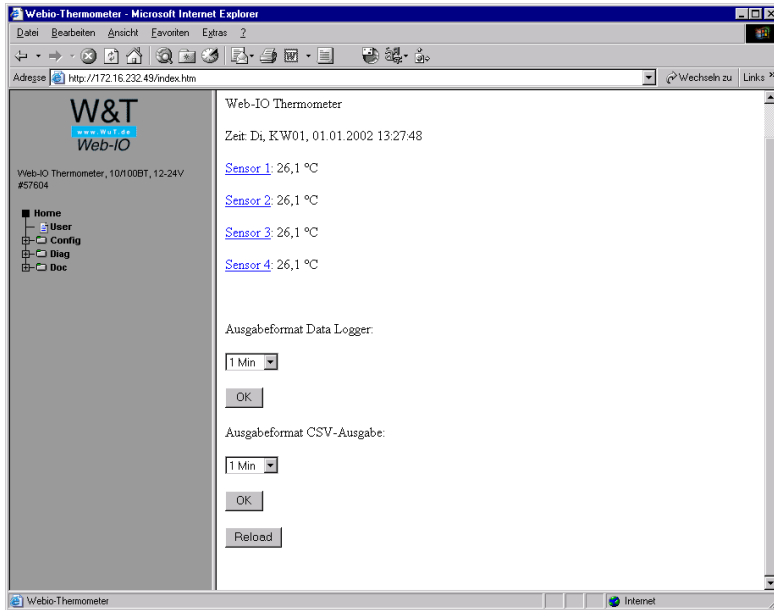 Webio-Thermometer - Microsoft Internet Explorer
Datei Bearbeiten Ansicht Favoriten Extras ?
Adresse http://172.16.232.49/index.htm Wechseln zu Links »
W&T
www.WuT.de
Web-IO
Web-IO Thermometer, 10/100BT, 12-24V
#57604
Home
User
Config
Diag
Doc
Web-IO Thermometer
Zeit: Di, KW01, 01.01.2002 13:27:48
Sensor 1: 26,1 °C
Sensor 2: 26,1 °C
Sensor 3: 26,1 °C
Sensor 4: 26,1 °C
Ausgabeformat Data Logger:
1 Min
OK
Ausgabeformat CSV-Ausgabe:
1 Min
OK
Reload
Webio-Thermometer Internet